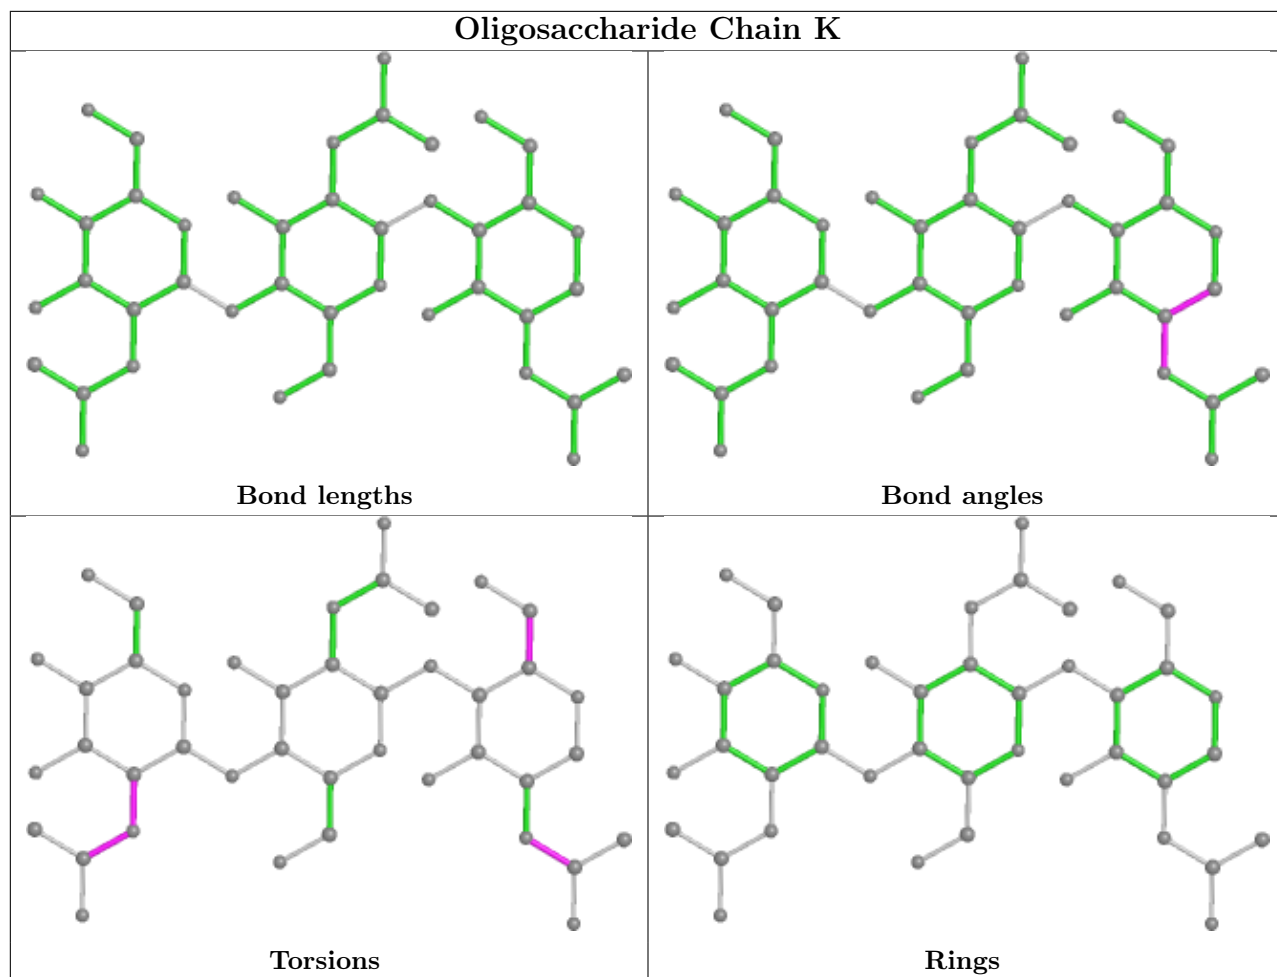 Oligosaccharide Chain K
Bond lengths
Bond angles
Torsions
Rings